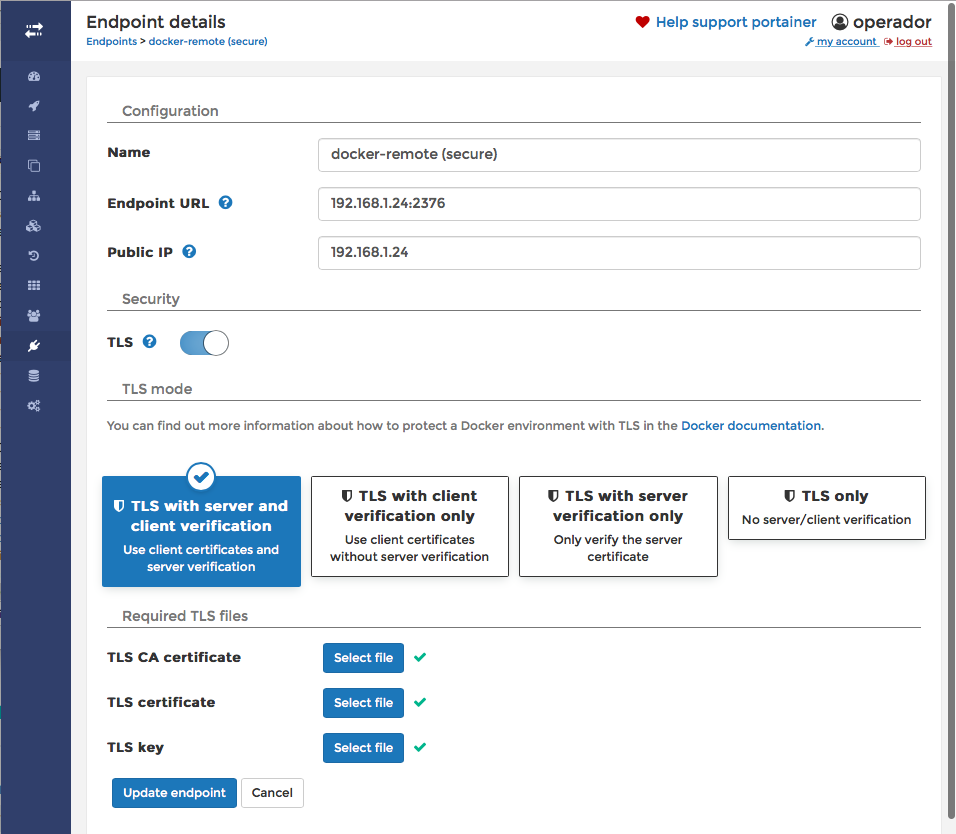 Endpoint details
Help support portainer
operador
Endpoints > docker-remote (secure)
my account
log out
Configuration
Name
docker-remote (secure)
Endpoint URL
192.168.1.24:2376
Public IP
192.168.1.24
Security
TLS
TLS mode
You can find out more information about how to protect a Docker environment with TLS in the Docker documentation.
TLS with server and
client verification
Use client certificates and
server verification
TLS with client
verification only
Use client certificates
without server verification
TLS with server
verification only
Only verify the server
certificate
TLS only
No server/client verification
Required TLS files
TLS CA certificate
Select file
TLS certificate
Select file
TLS key
Select file
Update endpoint
Cancel